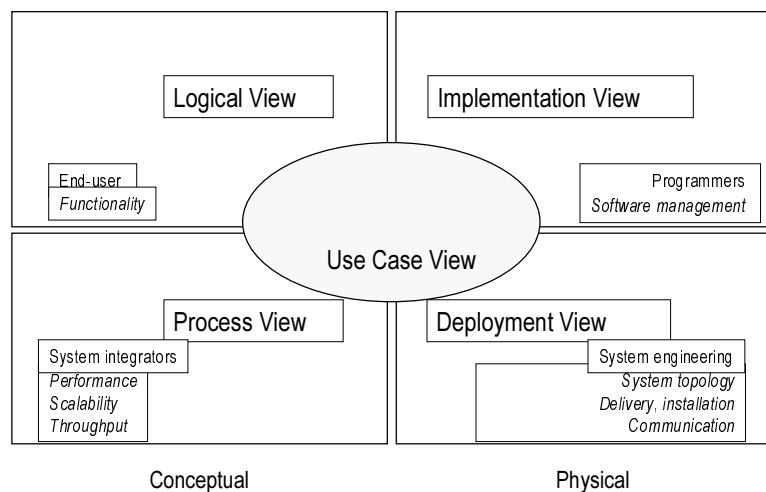 Logical View
Implementation View
End-user
Functionality
Programmers
Software management
Use Case View
Process View
Deployment View
System integrators
Performance
Scalability
Throughput
System engineering
System topology
Delivery, installation
Communication
Conceptual
Physical